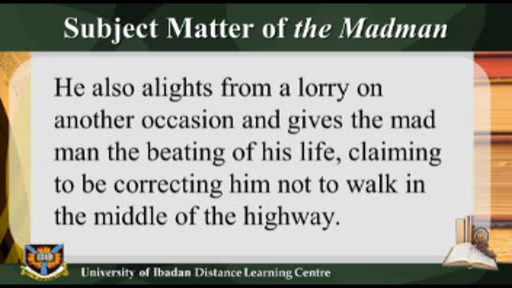 Subject Matter of the Madman
He also alights from a lorry on
another occasion and gives the mad
man the beating of his life, claiming
to be correcting him not to walk in
the middle of the highway.
University of Ibadan Distance Learning Centre